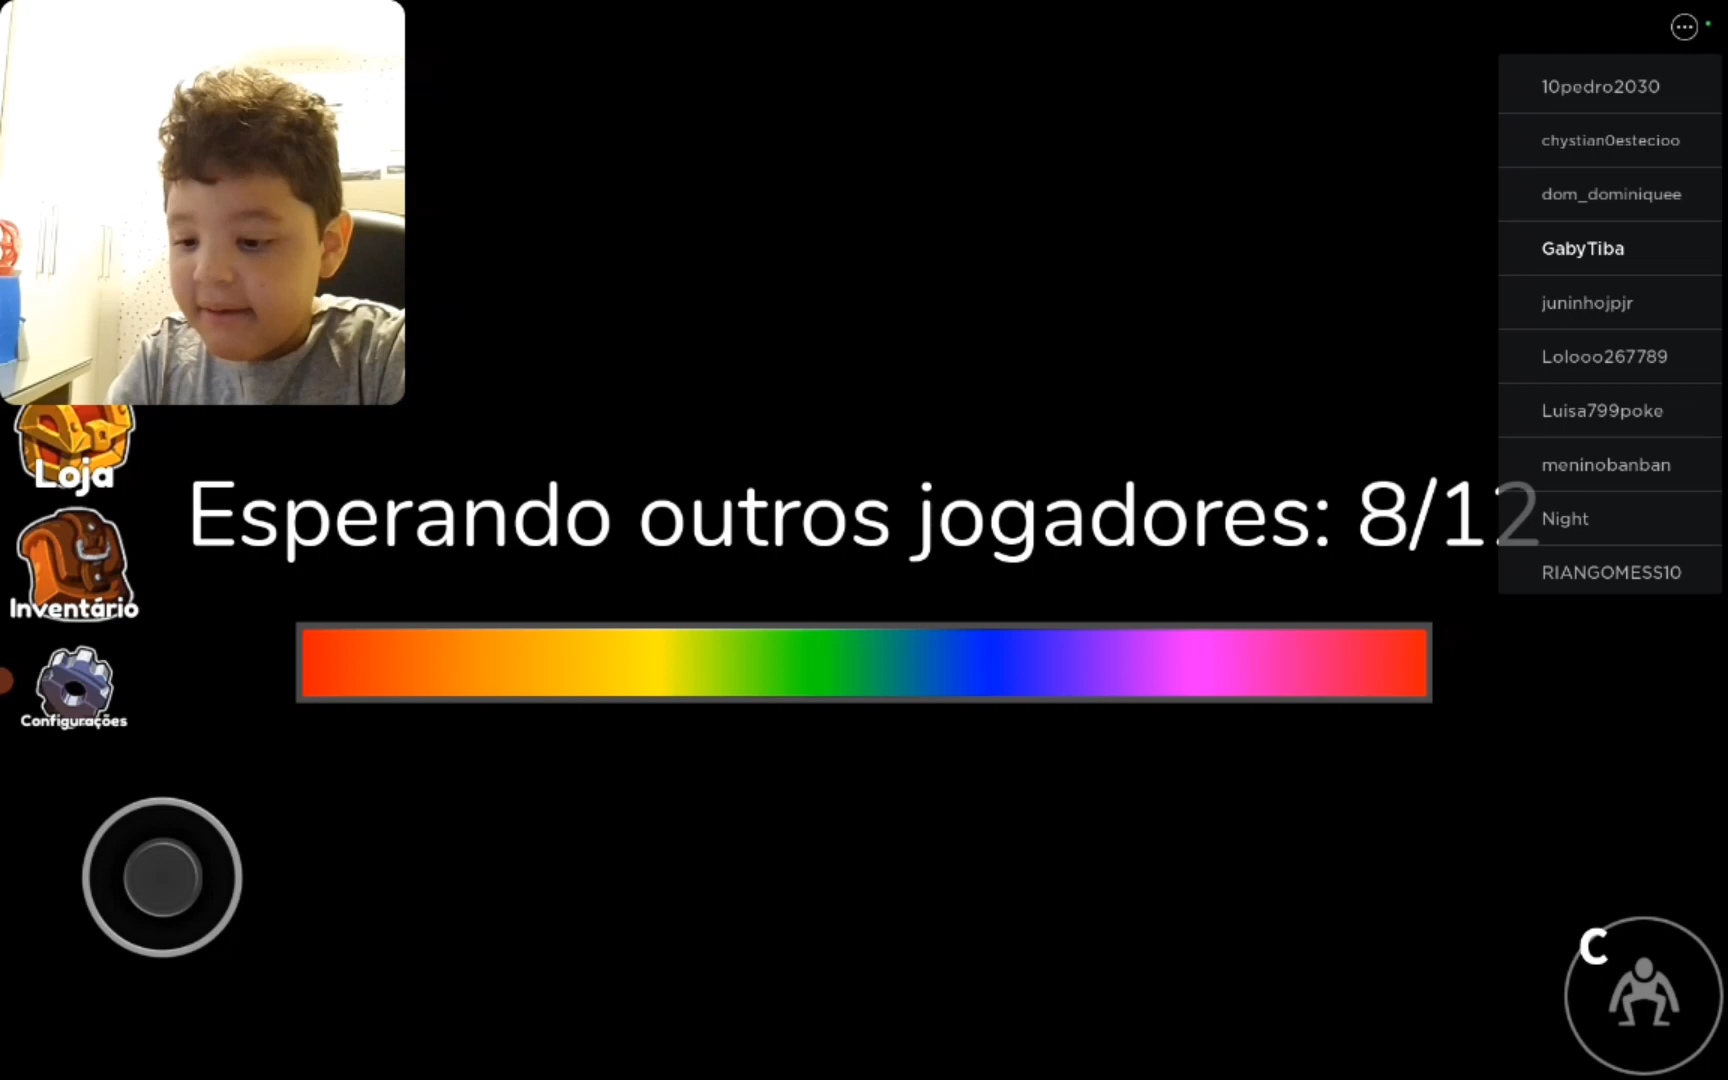 10pedro2030
chystian0estecioo
dom_dominiquee
GabyTiba
juninhojpjr
Lolooo267789
Luisa799poke
meninobanban
Night
RIANGOMESS10
Loja
Esperando outros jogadores: 8/12
Inventário
Configurações
C